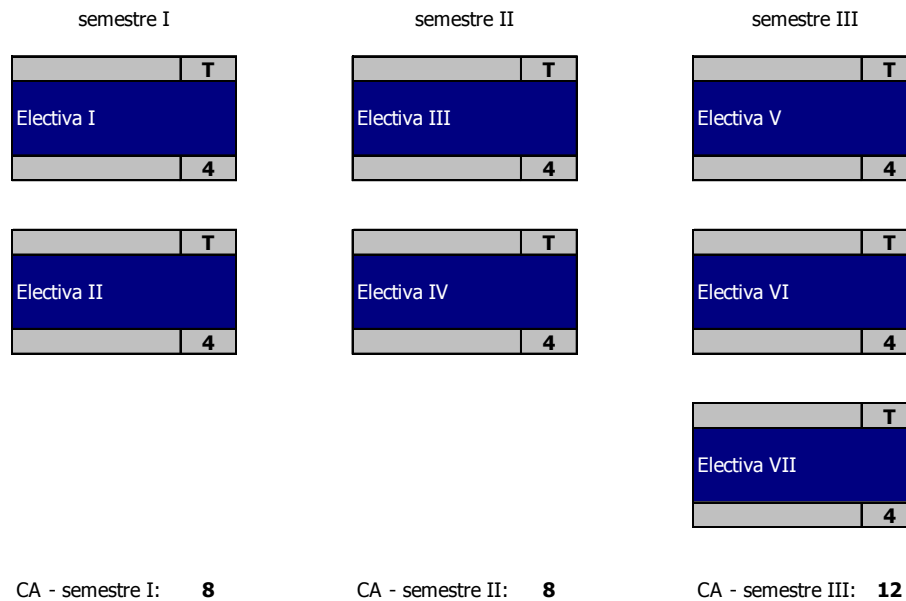 semestre I
semestre II
semestre III
T
T
T
Electiva I
Electiva III
Electiva V
4
4
4
T
T
T
Electiva II
Electiva IV
Electiva VI
4
4
4
T
Electiva VII
4
CA - semestre I: 8
CA - semestre II: 8
CA - semestre III: 12